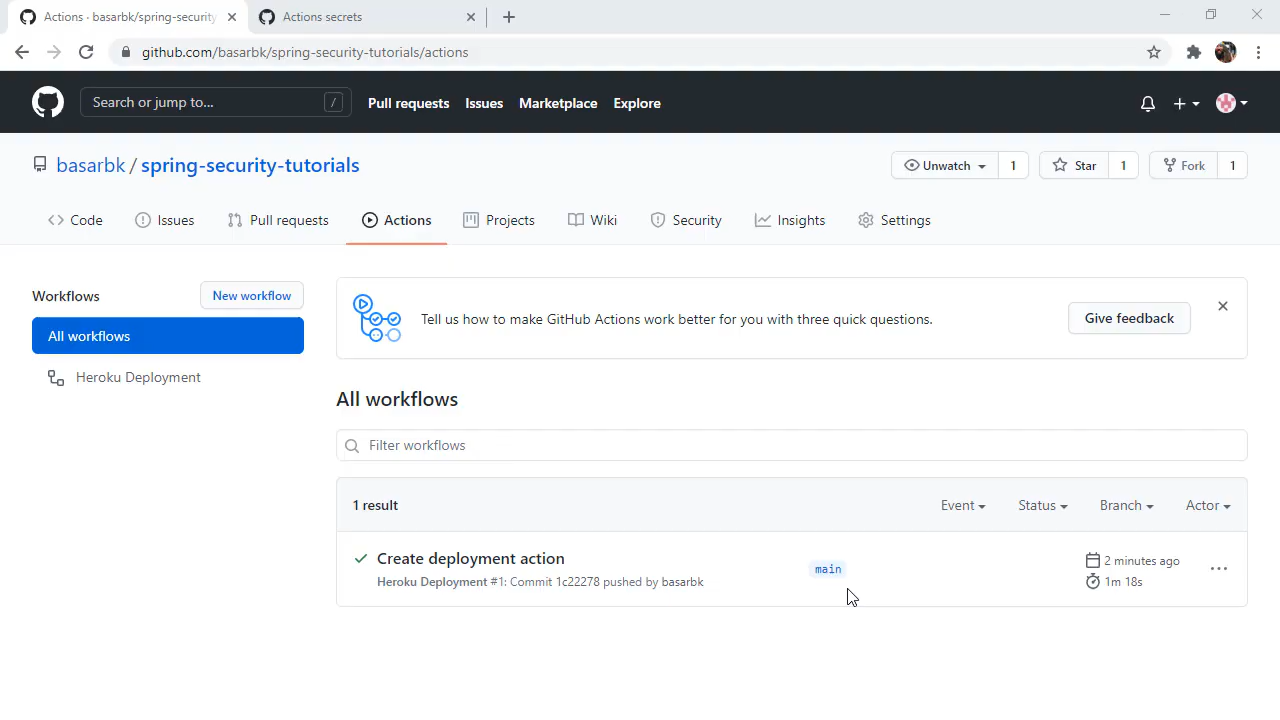 Actions · basarbk/spring-security
Actions secrets
github.com/basarbk/spring-security-tutorials/actions
Search or jump to... /
Pull requests Issues Marketplace Explore
basarbk / spring-security-tutorials
Unwatch 1 Star 1 Fork 1
Code Issues Pull requests Actions Projects Wiki Security Insights Settings
Workflows
New workflow
All workflows
Heroku Deployment
Tell us how to make GitHub Actions work better for you with three quick questions.
Give feedback
All workflows
Filter workflows
1 result
Event Status Branch Actor
Create deployment action
Heroku Deployment #1: Commit 1c22278 pushed by basarbk
main
2 minutes ago
1m 18s